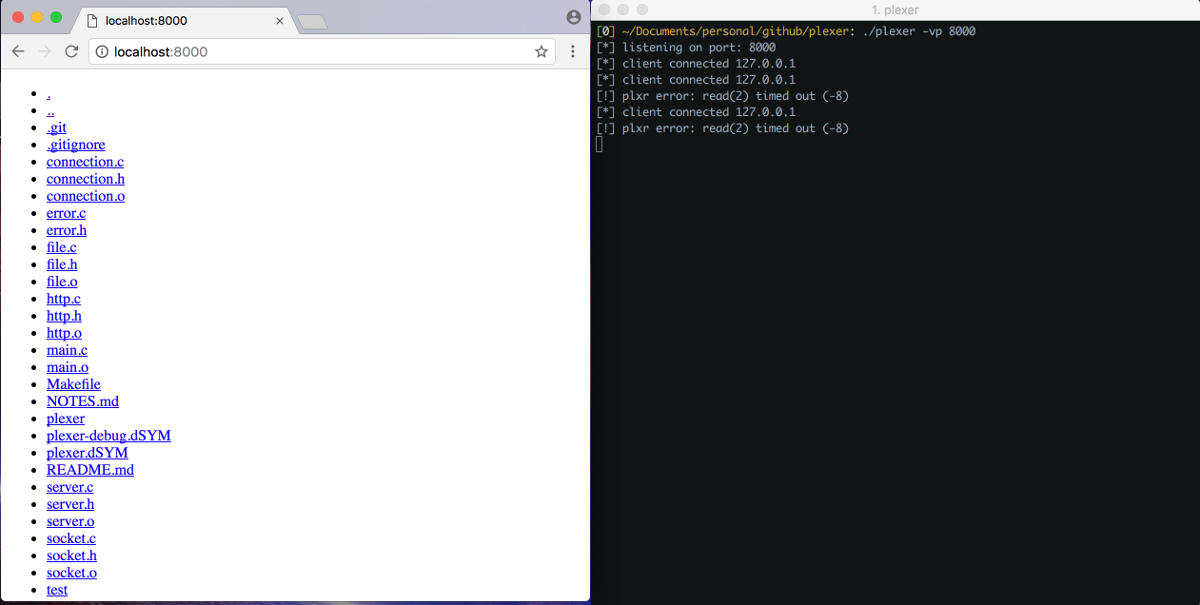 localhost:8000
localhost:8000
.
..
.git
.gitignore
connection.c
connection.h
connection.o
error.c
error.h
file.c
file.h
file.o
http.c
http.h
http.o
main.c
main.o
Makefile
NOTES.md
plexer
plexer-debug.dSYM
plexer.dSYM
README.md
server.c
server.h
server.o
socket.c
socket.h
socket.o
test
1. plexer
[0] ~/Documents/personal/github/plexer: ./plexer -vp 8000
[*] listening on port: 8000
[*] client connected 127.0.0.1
[*] client connected 127.0.0.1
[!] plxr error: read(2) timed out (-8)
[*] client connected 127.0.0.1
[!] plxr error: read(2) timed out (-8)